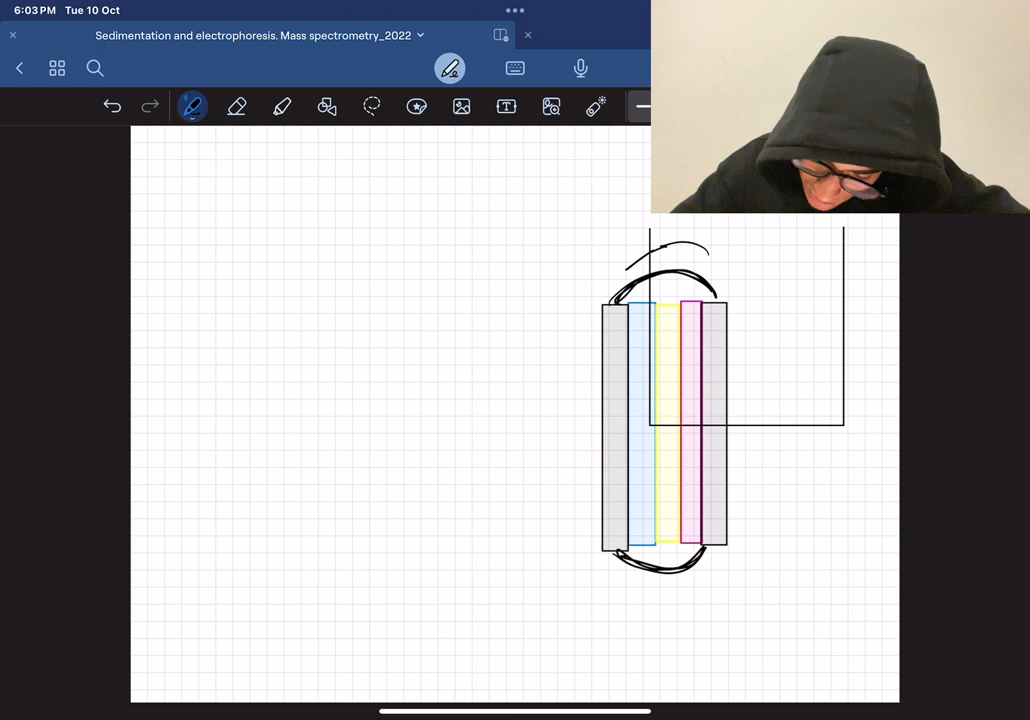 6:03 PM Tue 10 Oct
Sedimentation and electrophoresis. Mass spectrometry_2022
T